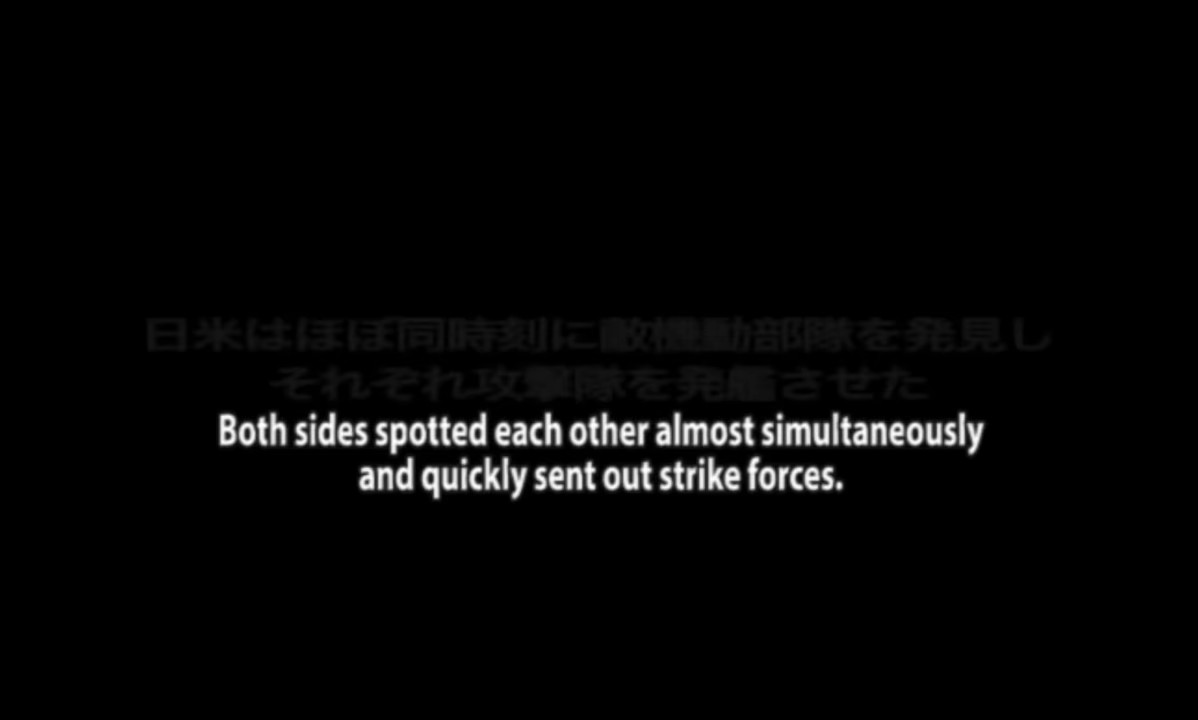 日米はほぼ同時刻に敵機動部隊を発見し
それぞれ攻撃隊を発艦させた
Both sides spotted each other almost simultaneously
and quickly sent out strike forces.